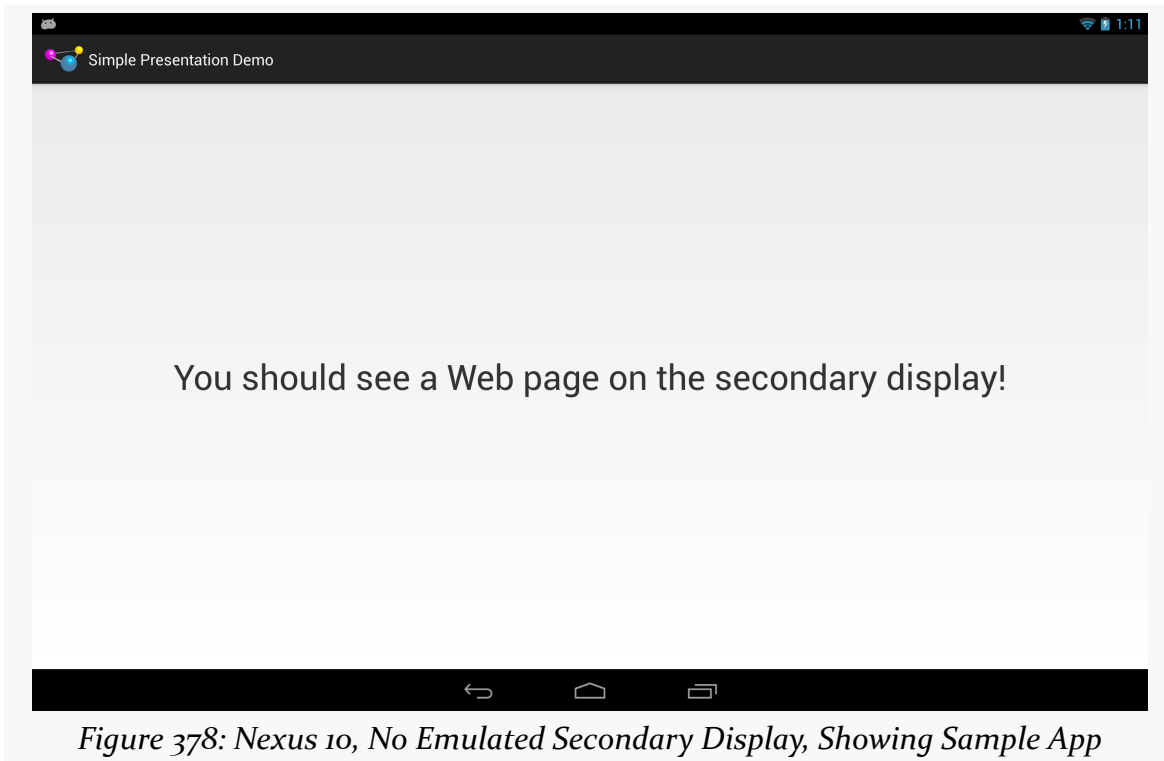 1:11
Simple Presentation Demo
You should see a Web page on the secondary display!
Figure 378: Nexus 10, No Emulated Secondary Display, Showing Sample App